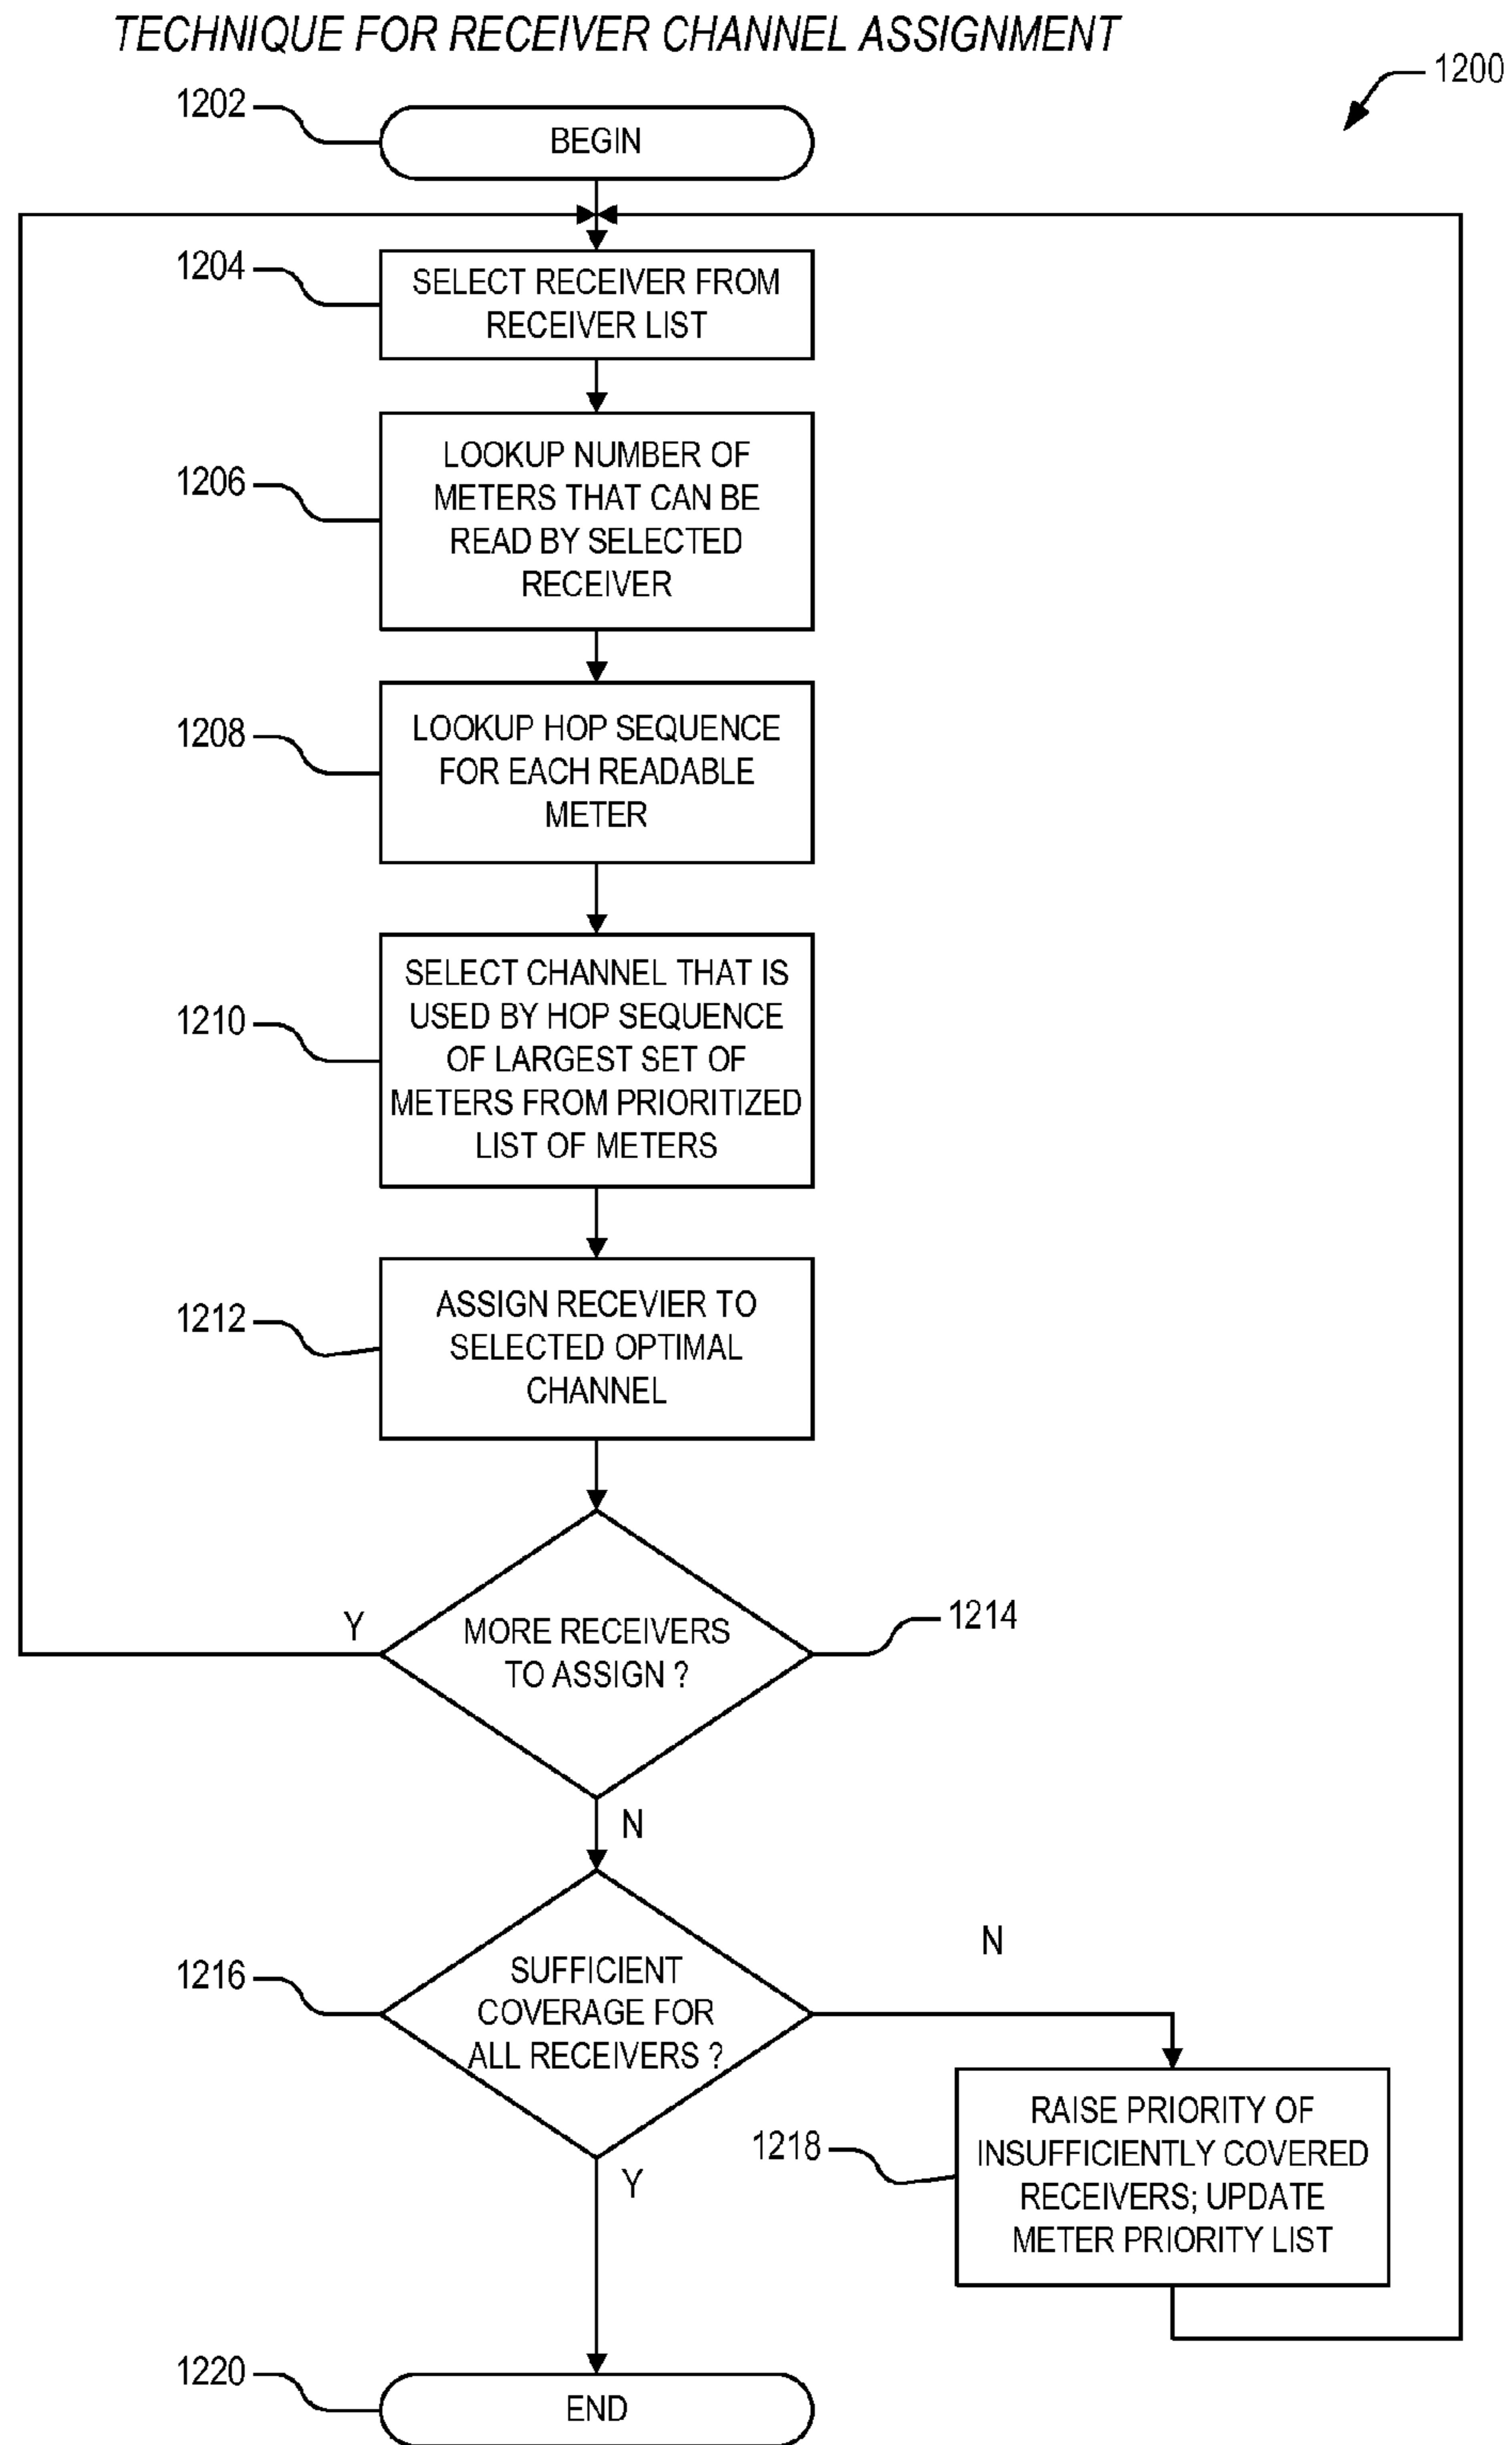 TECHNIQUE FOR RECEIVER CHANNEL ASSIGNMENT
1200
1202
BEGIN
1204
SELECT RECEIVER FROM
RECEIVER LIST
1206
LOOKUP NUMBER OF
METERS THAT CAN BE
READ BY SELECTED
RECEIVER
1208
LOOKUP HOP SEQUENCE
FOR EACH READABLE
METER
1210
SELECT CHANNEL THAT IS
USED BY HOP SEQUENCE
OF LARGEST SET OF
METERS FROM PRIORITIZED
LIST OF METERS
1212
ASSIGN RECEVIER TO
SELECTED OPTIMAL
CHANNEL
Y
MORE RECEIVERS
TO ASSIGN ?
1214
N
1216
SUFFICIENT
COVERAGE FOR
ALL RECEIVERS ?
N
Y
1218
RAISE PRIORITY OF
INSUFFICIENTLY COVERED
RECEIVERS; UPDATE
METER PRIORITY LIST
1220
END